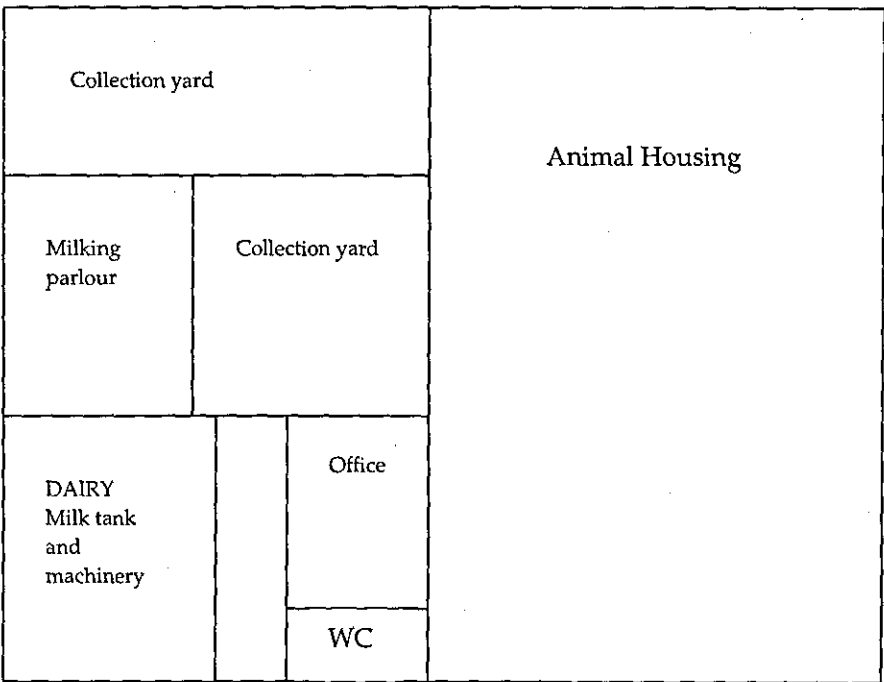 Collection yard
Animal Housing
Milking
parlour
Collection yard
Office
DAIRY
Milk tank
and
machinery
WC